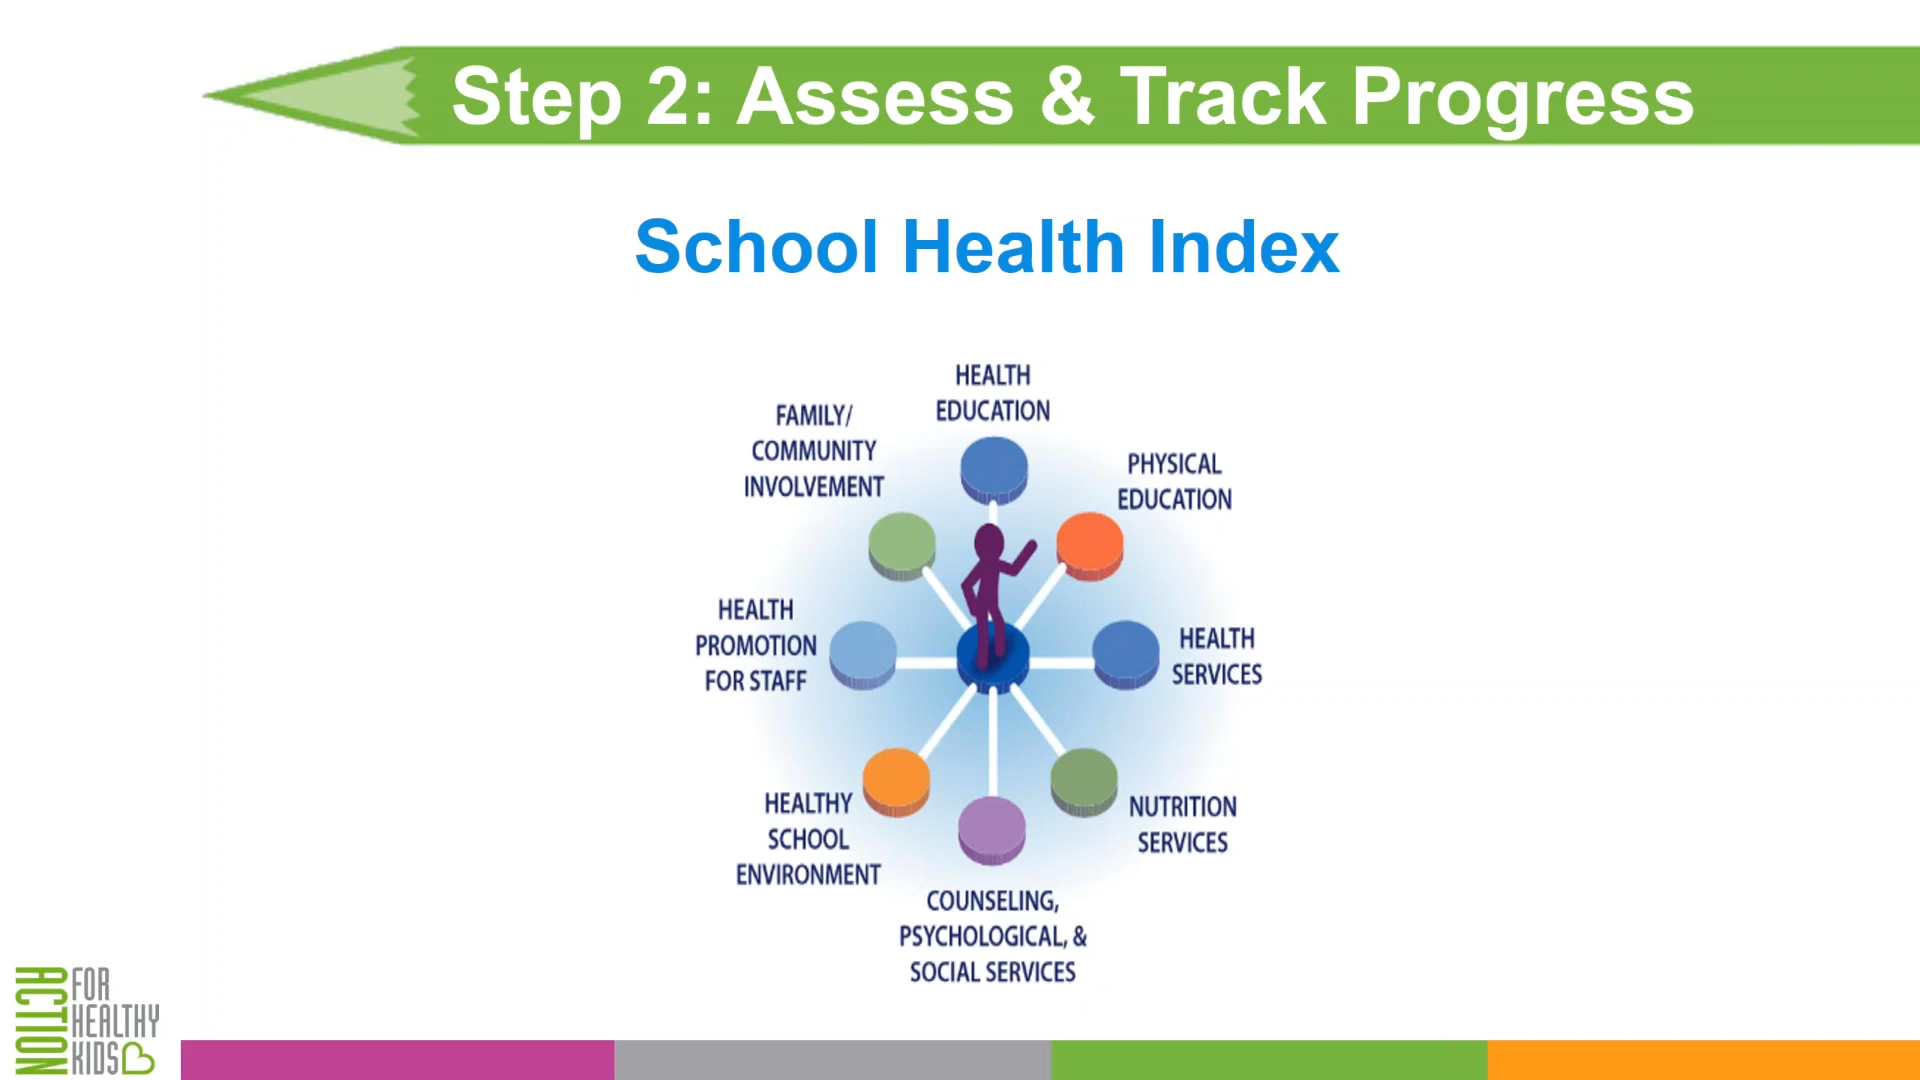 Step 2: Assess & Track Progress
School Health Index
HEALTH
EDUCATION
FAMILY/
COMMUNITY
INVOLVEMENT
PHYSICAL
EDUCATION
HEALTH
PROMOTION
FOR STAFF
HEALTH
SERVICES
HEALTHY
SCHOOL
ENVIRONMENT
NUTRITION
SERVICES
COUNSELING,
PSYCHOLOGICAL, &
SOCIAL SERVICES
ACTION
FOR
HEALTHY
KIDS